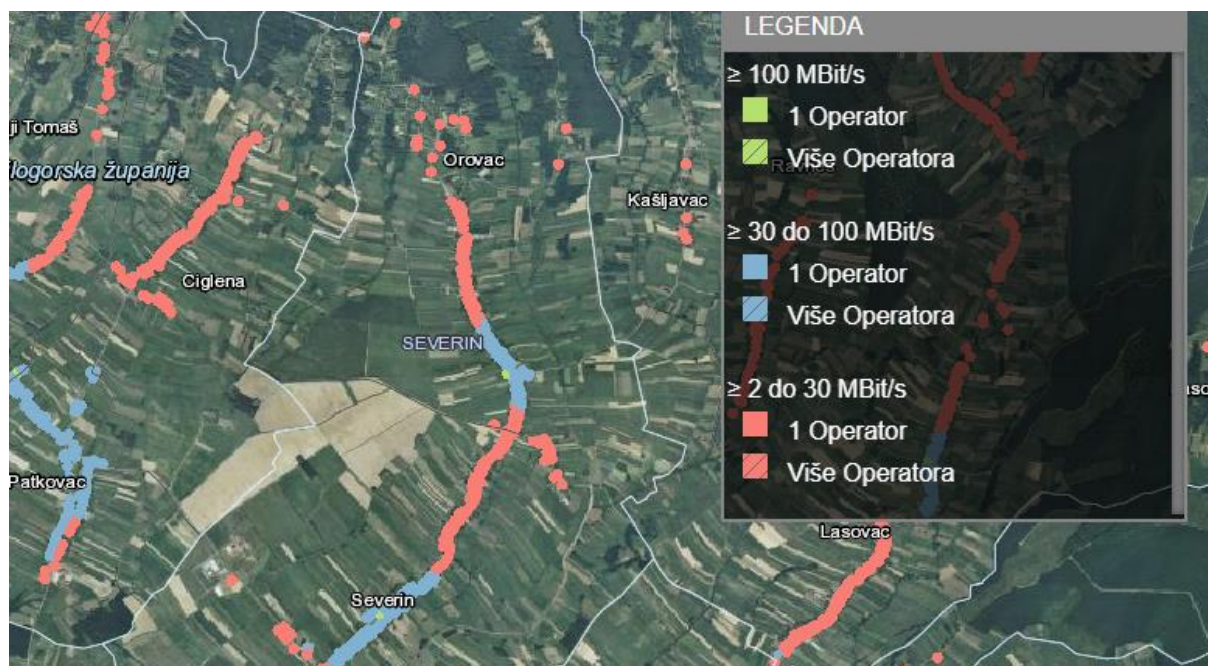 LEGENDA
≥ 100 MBit/s
1 Operator
Više Operatora
≥ 30 do 100 MBit/s
1 Operator
Više Operatora
≥ 2 do 30 MBit/s
1 Operator
Više Operatora
ji Tomaš
logorska županija
Orovac
Kašljavac
Ciglena
SEVERIN
Patkovac
Lasovac
Severin